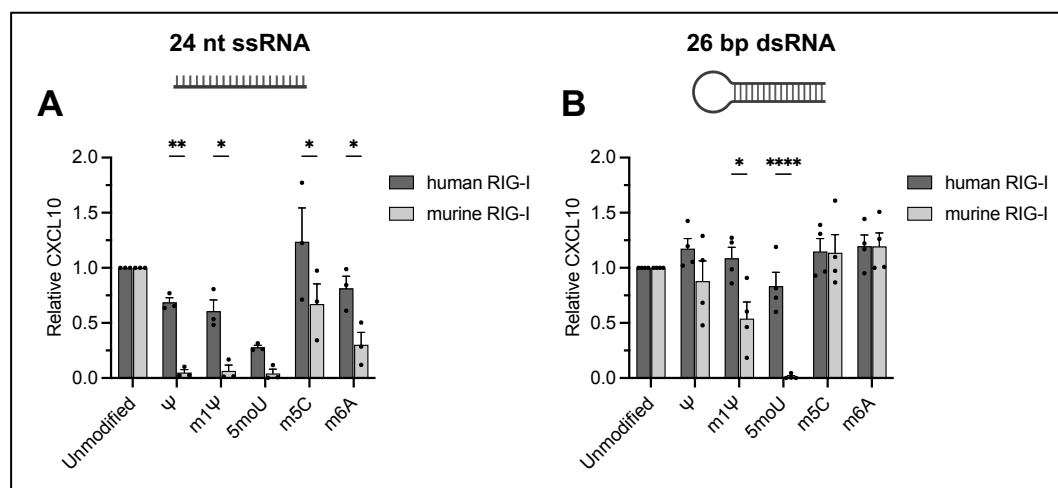 24 nt ssRNA
A
** * * *
2.0
1.5
1.0
0.5
0.0
Relative CXCL10
human RIG-I
murine RIG-I
Unmodified
Ψ
m1Ψ
5moU
m5C
m6A
26 bp dsRNA
B
* ****
2.0
1.5
1.0
0.5
0.0
Relative CXCL10
human RIG-I
murine RIG-I
Unmodified
Ψ
m1Ψ
5moU
m5C
m6A